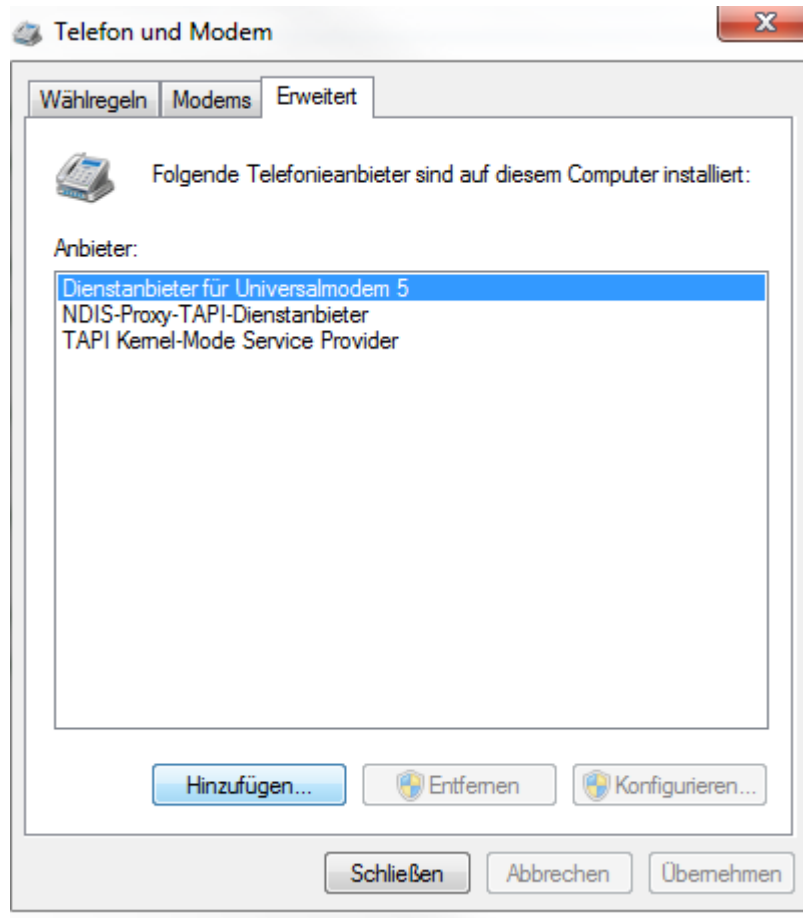 Telefon und Modem
Wählregeln Modems Erweitert
Folgende Telefonieanbieter sind auf diesem Computer installiert:
Anbieter:
Dienstanbieter für Universalmodem 5
NDIS-Proxy-TAPI-Dienstanbieter
TAPI Kernel-Mode Service Provider
Hinzufügen... Entfernen Konfigurieren...
Schließen Abbrechen Übernehmen